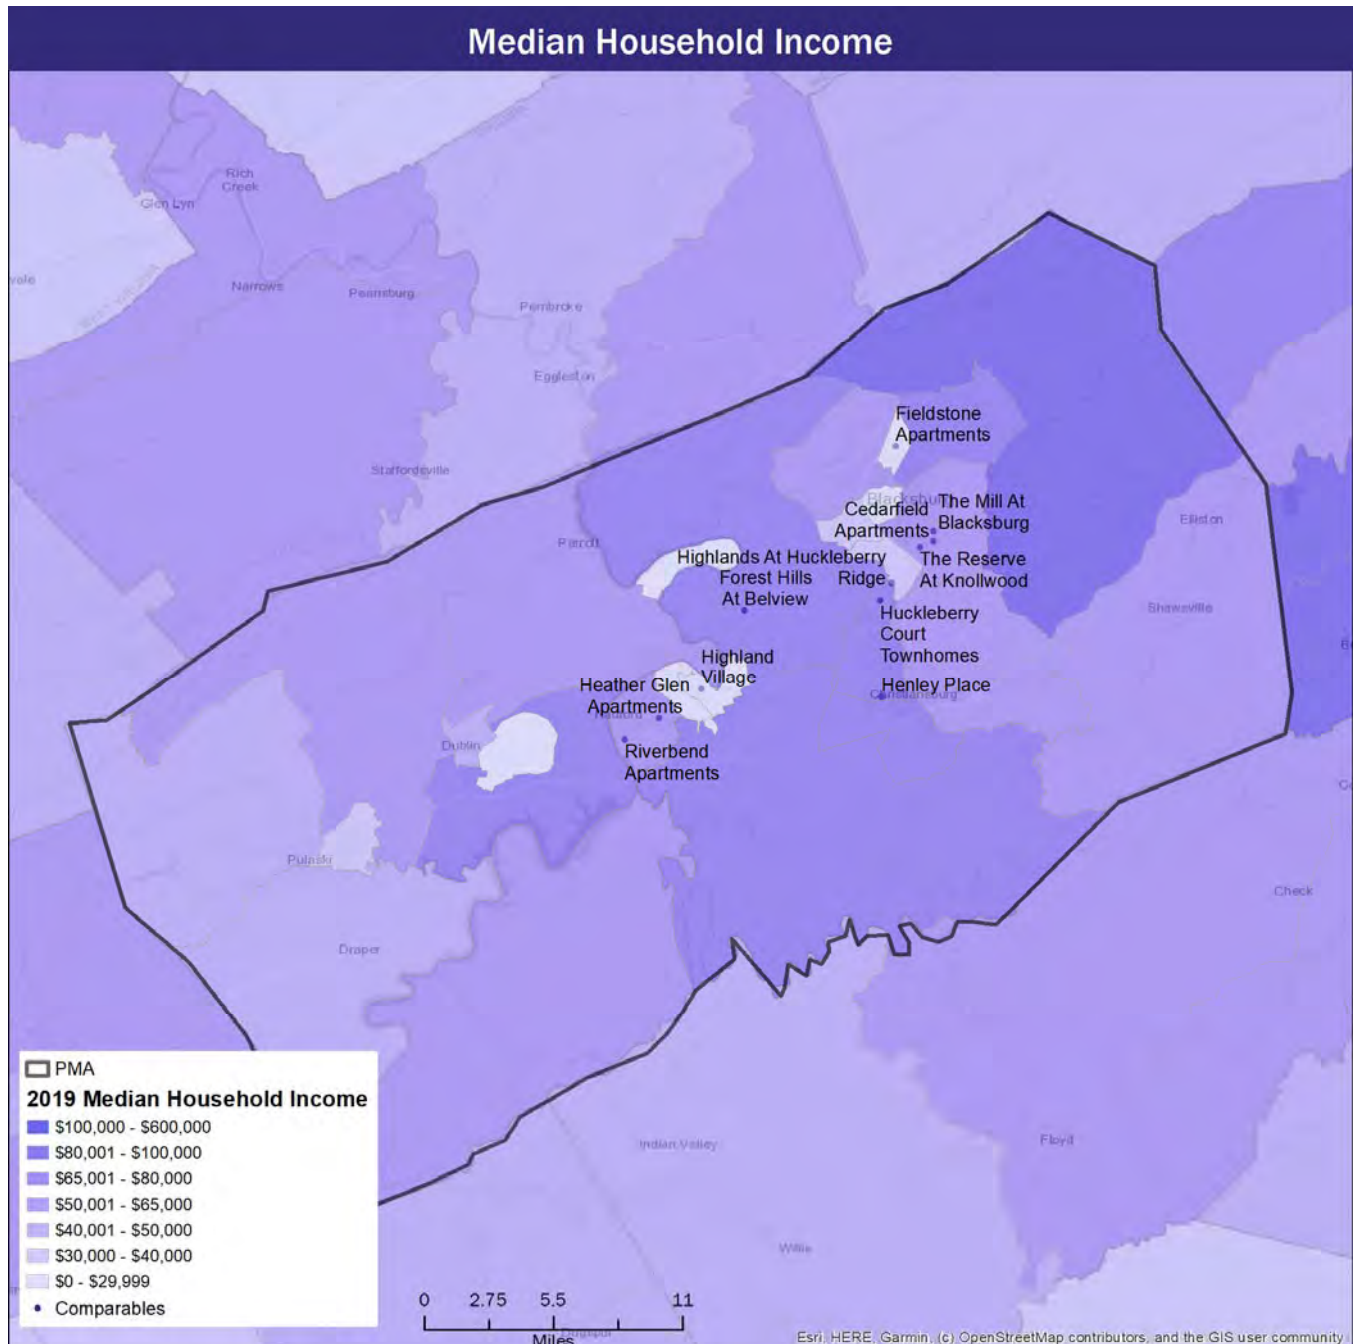 Median Household Income
Rich
Creek
Glen Lyn
Narrows
Pearisburg
Pembroke
Eggleston
Staffordsville
Parrott
Fieldstone
Apartments
Blacksburg
Cedarfield
Apartments
The Mill At
Blacksburg
Elliston
Highlands At Huckleberry
Ridge
The Reserve
At Knollwood
Forest Hills
At Belview
Shawsville
Huckleberry
Court
Townhomes
Highland
Village
Henley Place
Christiansburg
Heather Glen
Apartments
Radford
Dublin
Riverbend
Apartments
Pulaski
Check
Draper
Indian Valley
Floyd
Willis
PMA
2019 Median Household Income
$100,000 - $600,000
$80,001 - $100,000
$65,001 - $80,000
$50,001 - $65,000
$40,001 - $50,000
$30,000 - $40,000
$0 - $29,999
Comparables
0 2.75 5.5 11
Miles
Esri, HERE, Garmin, (c) OpenStreetMap contributors, and the GIS user community